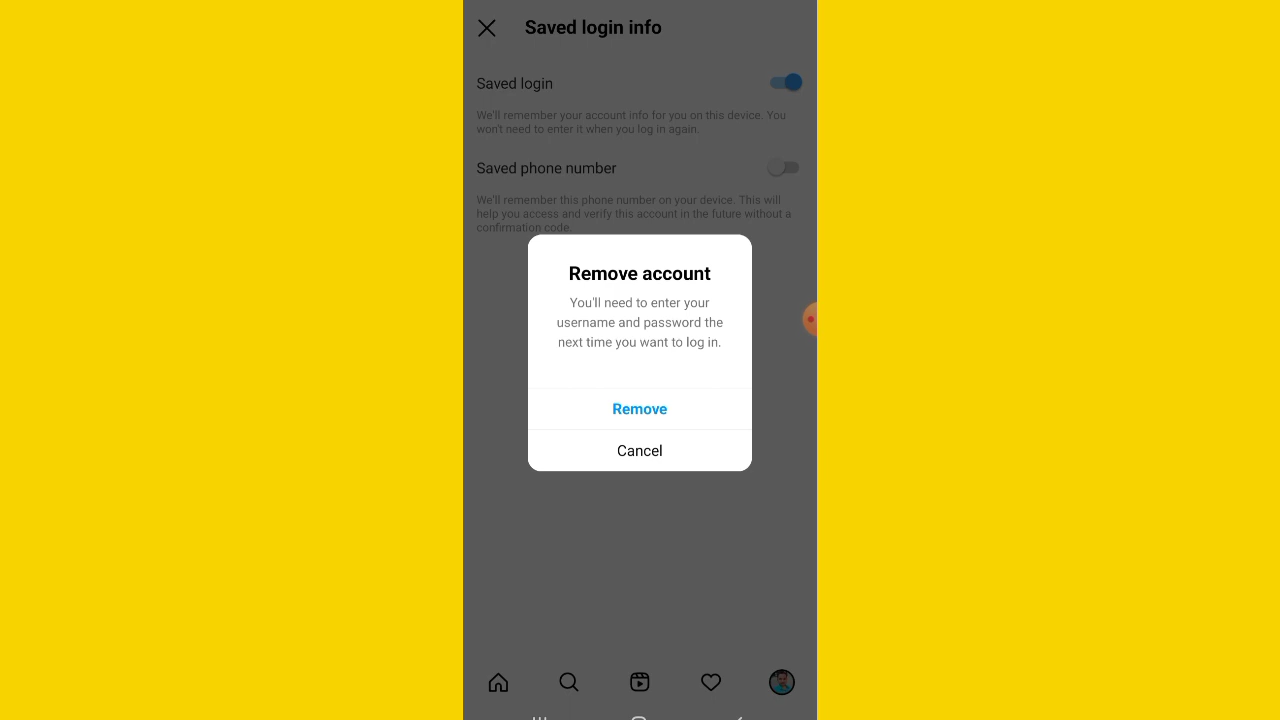 Saved login info
Saved login
We'll remember your account info for you on this device. You
won't need to enter it when you log in again.
Saved phone number
We'll remember this phone number on your device. This will
help you access and verify this account in the future without a
confirmation code.
Remove account
You'll need to enter your
username and password the
next time you want to log in.
Remove
Cancel